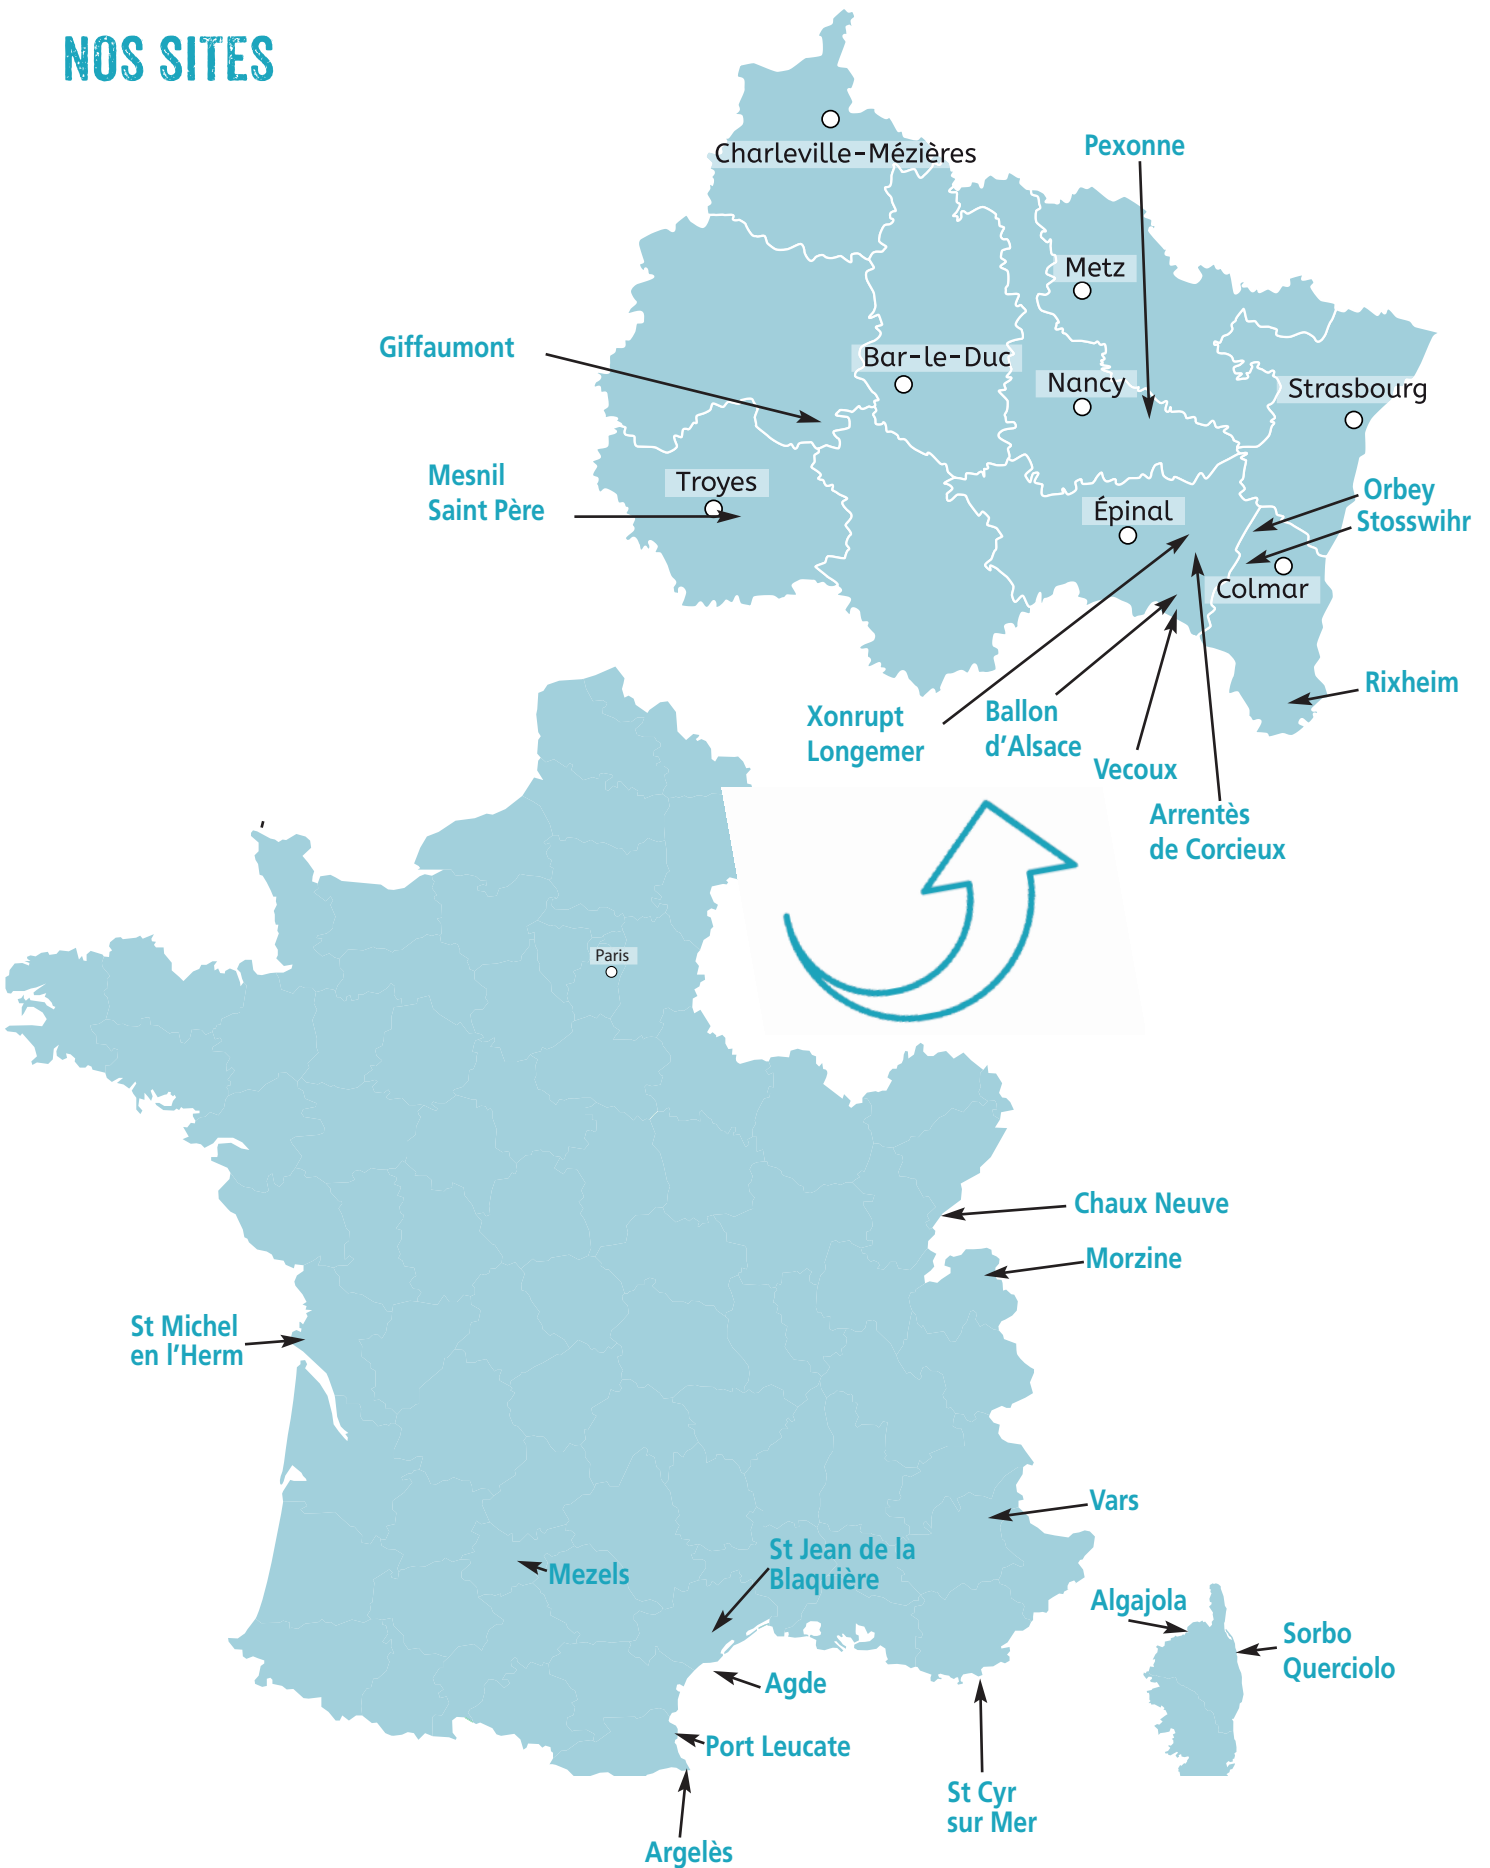 NOS SITES
Charleville-Mézières
Pexonne
Metz
Giffaumont
Bar-le-Duc
Nancy
Strasbourg
Mesnil
Saint Père
Troyes
Épinal
Orbey
Stosswihr
Colmar
Rixheim
Xonrupt
Longemer
Ballon
d'Alsace
Vecoux
Arrentès
de Corcieux
Paris
Chaux Neuve
Morzine
St Michel
en l'Herm
Vars
St Jean de la
Blaquière
Mezels
Algajola
Sorbo
Querciolo
Agde
Port Leucate
St Cyr
sur Mer
Argelès